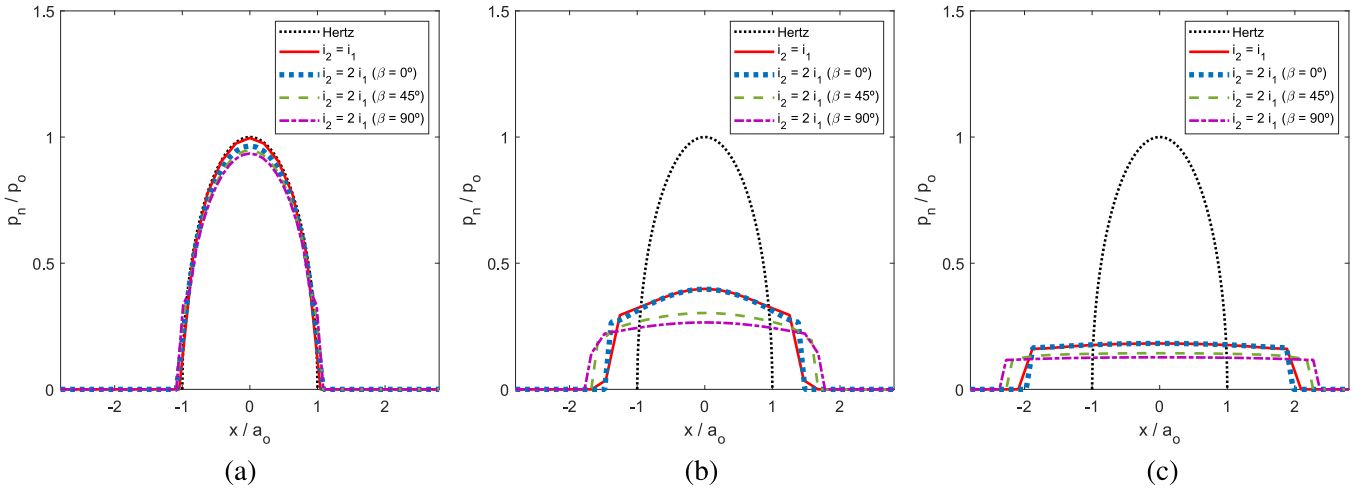 1.5
1
0.5
0
p_n / p_o
-2
-1
0
1
2
x / a_o
Hertz
i_2 = i_1
i_2 = 2 i_1 (β = 0º)
i_2 = 2 i_1 (β = 45º)
i_2 = 2 i_1 (β = 90º)
(a)
1.5
1
0.5
0
p_n / p_o
-2
-1
0
1
2
x / a_o
Hertz
i_2 = i_1
i_2 = 2 i_1 (β = 0º)
i_2 = 2 i_1 (β = 45º)
i_2 = 2 i_1 (β = 90º)
(b)
1.5
1
0.5
0
p_n / p_o
-2
-1
0
1
2
x / a_o
Hertz
i_2 = i_1
i_2 = 2 i_1 (β = 0º)
i_2 = 2 i_1 (β = 45º)
i_2 = 2 i_1 (β = 90º)
(c)